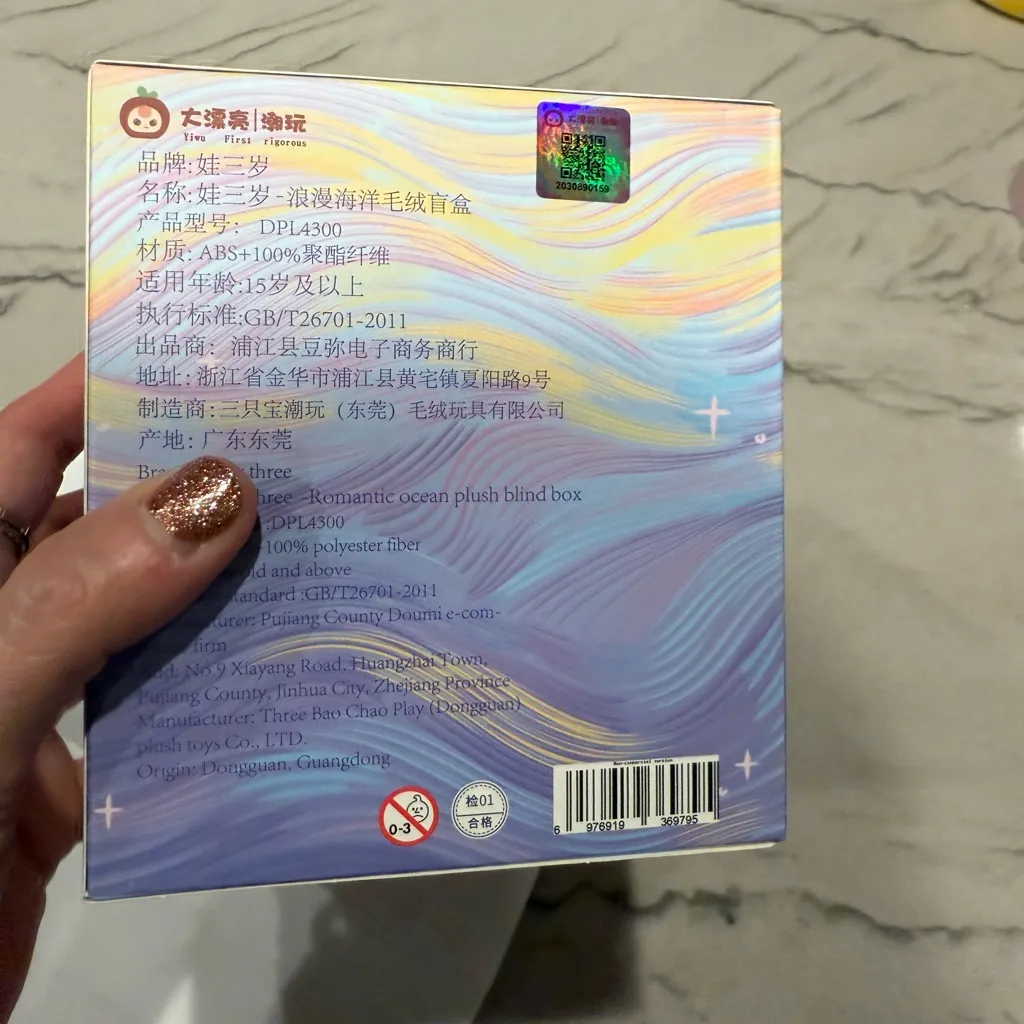 大漂亮|潮玩
Yiwu First rigorous
大漂亮|潮玩
2030890159
品牌:娃三岁
名称:娃三岁-浪漫海洋毛绒盲盒
产品型号: DPL4300
材质: ABS+100%聚酯纤维
适用年龄:15岁及以上
执行标准:GB/T26701-2011
出品商: 浦江县豆弥电子商务商行
地址:浙江省金华市浦江县黄宅镇夏阳路9号
制造商:三只宝潮玩（东莞）毛绒玩具有限公司
产地: 广东东莞
three
-Romantic ocean plush blind box
:DPL4300
100% polyester fiber
and above
:GB/T26701-2011
Pujiang County Doumi e-com-
firm
No.9 Xiayang Road, Huangzhai Town,
Pujiang County, Jinhua City, Zhejiang Province
Manufacturer: Three Bao Chao Play (Dongguan)
plush toys Co., LTD.
Origin: Dongguan, Guangdong
0-3
检01
合格
Non-commercial version
6 976919 369795